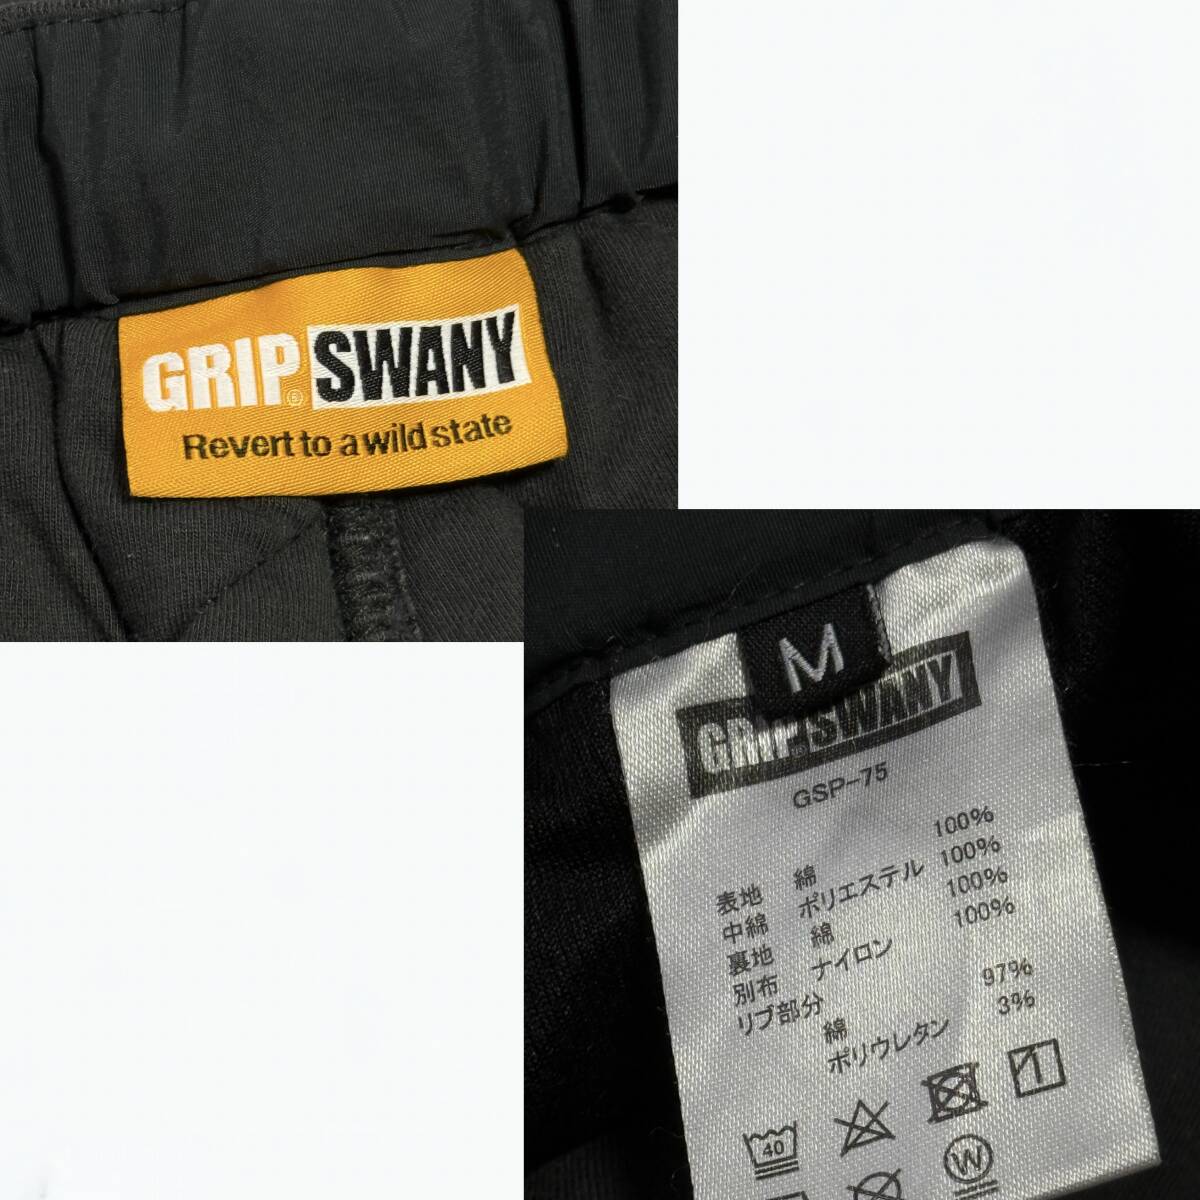 GRIP® SWANY
Revert to a wild state
M
GRIP® SWANY
GSP-75
表地 綿 100%
中綿 ポリエステル 100%
裏地 綿 100%
別布 ナイロン 100%
リブ部分
綿 97%
ポリウレタン 3%
40
W